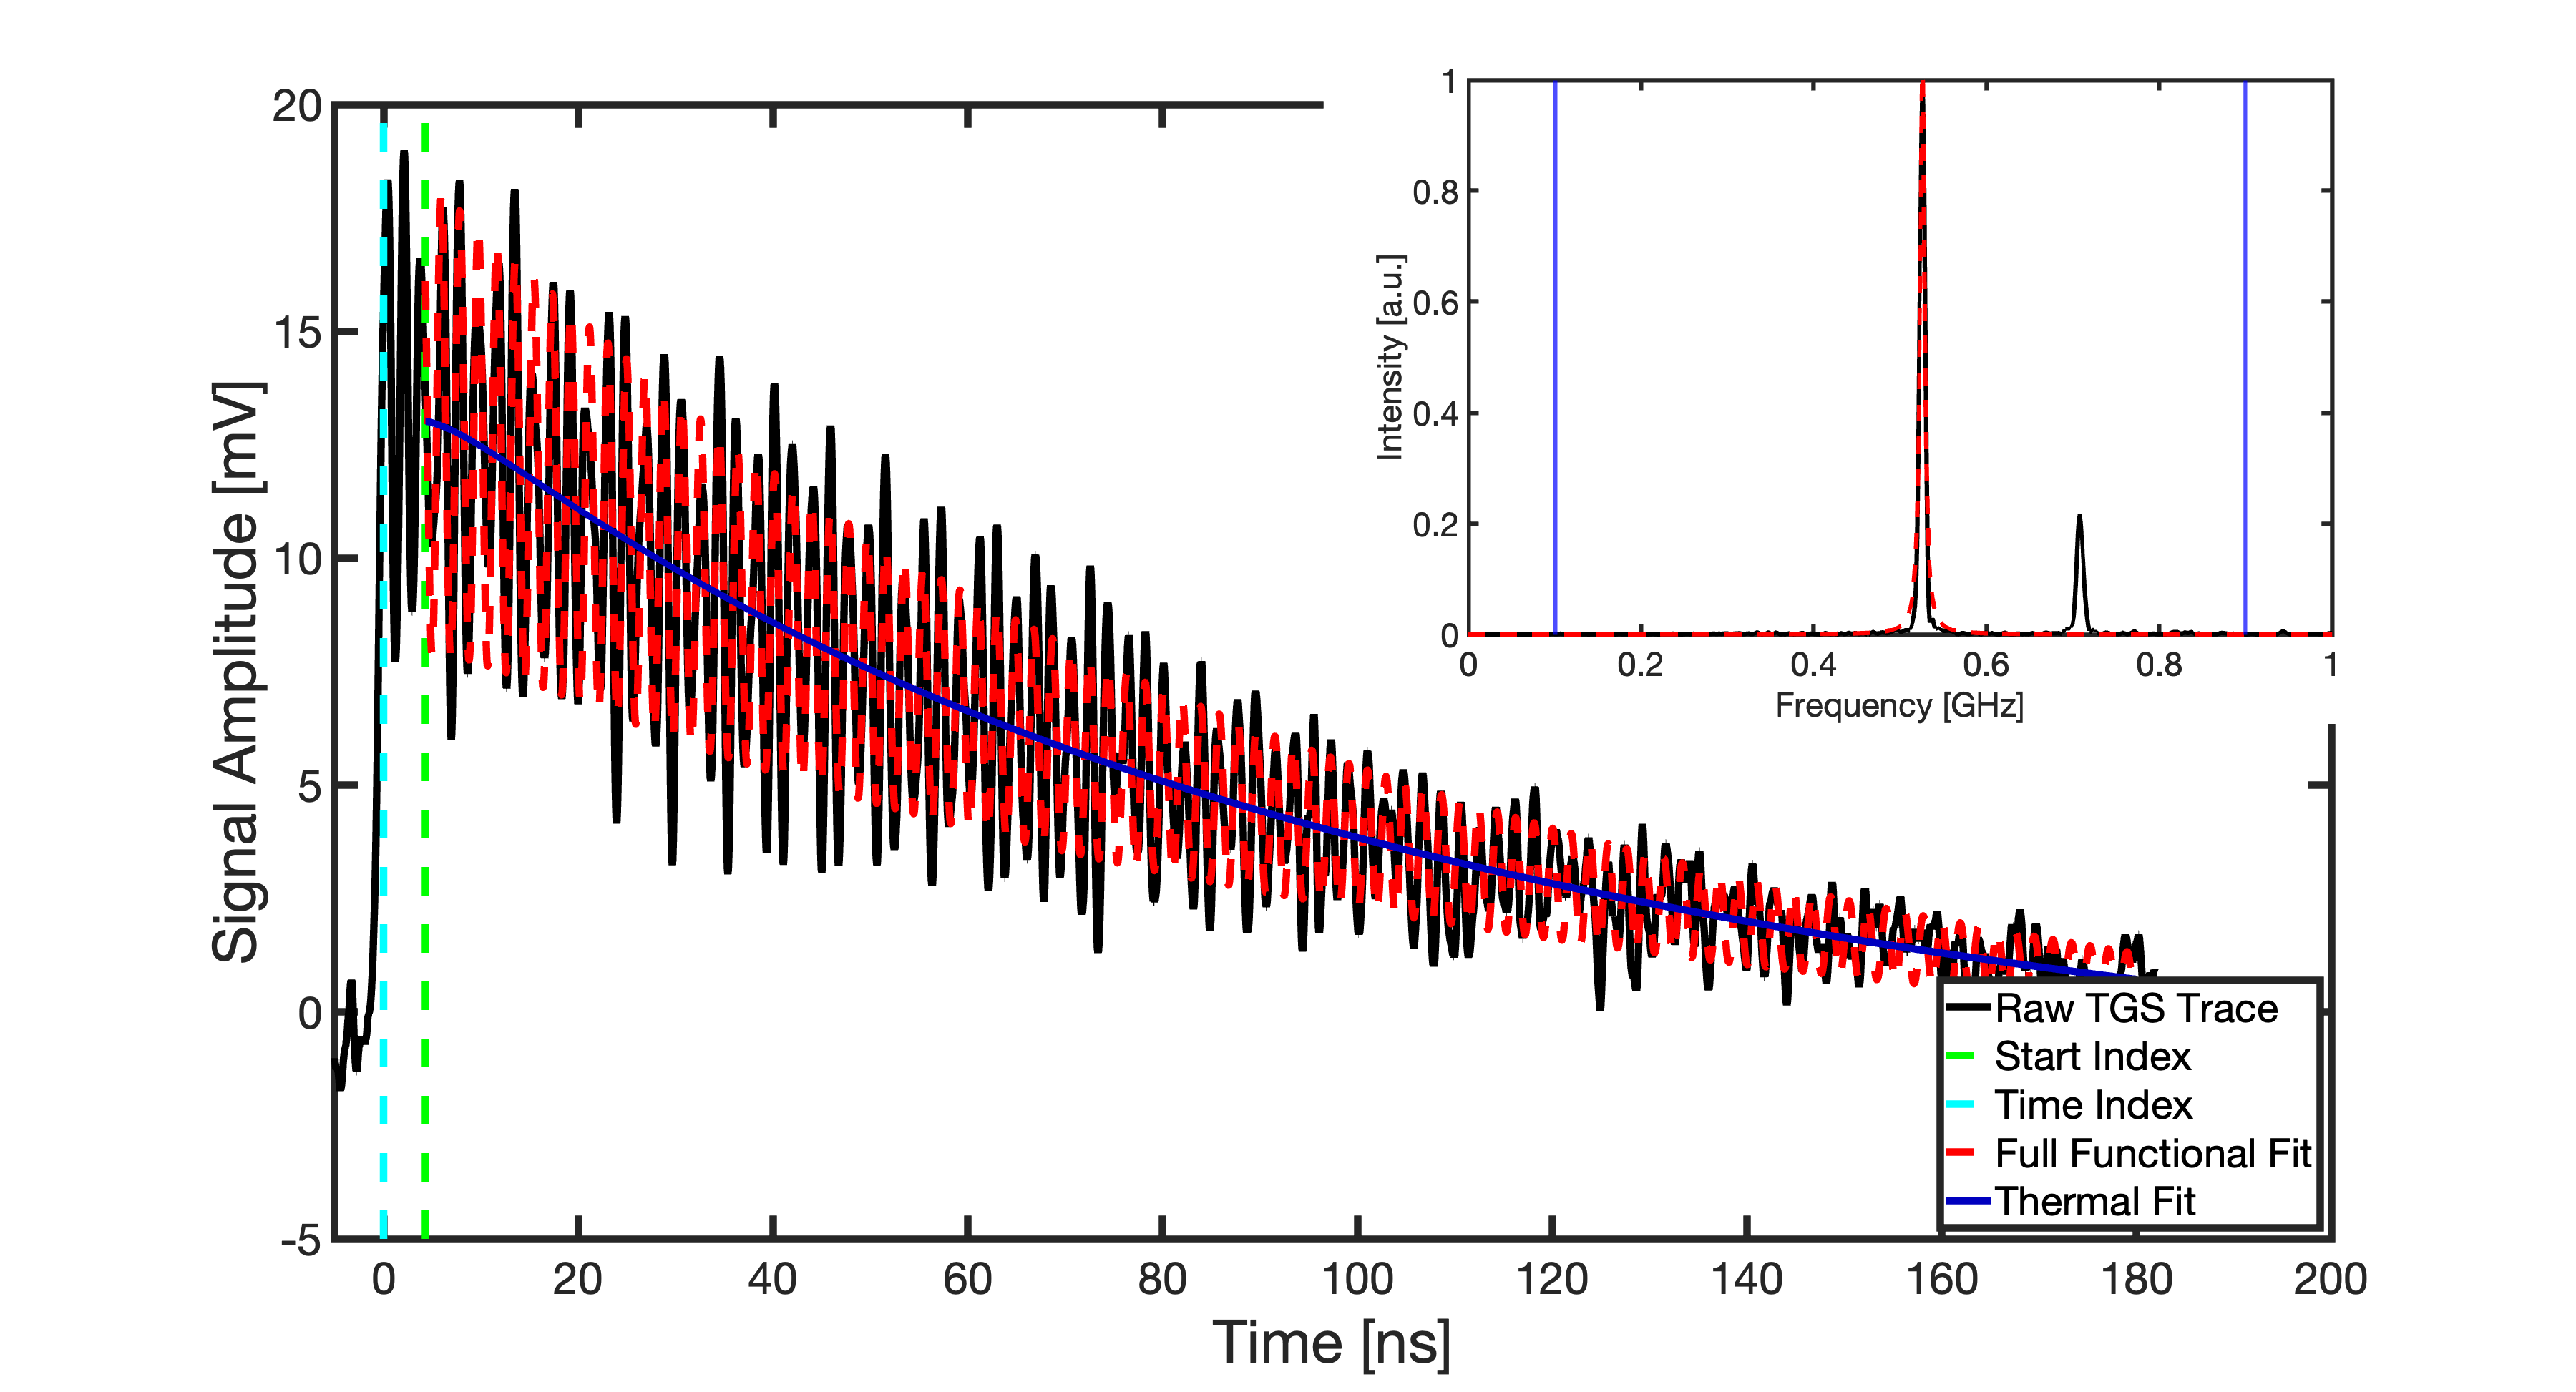 20
15
10
5
0
-5
Signal Amplitude [mV]
0 20 40 60 80 100 120 140 160 180 200
Time [ns]
1
0.8
0.6
0.4
0.2
0
Intensity [a.u.]
0 0.2 0.4 0.6 0.8 1
Frequency [GHz]
Raw TGS Trace
Start Index
Time Index
Full Functional Fit
Thermal Fit